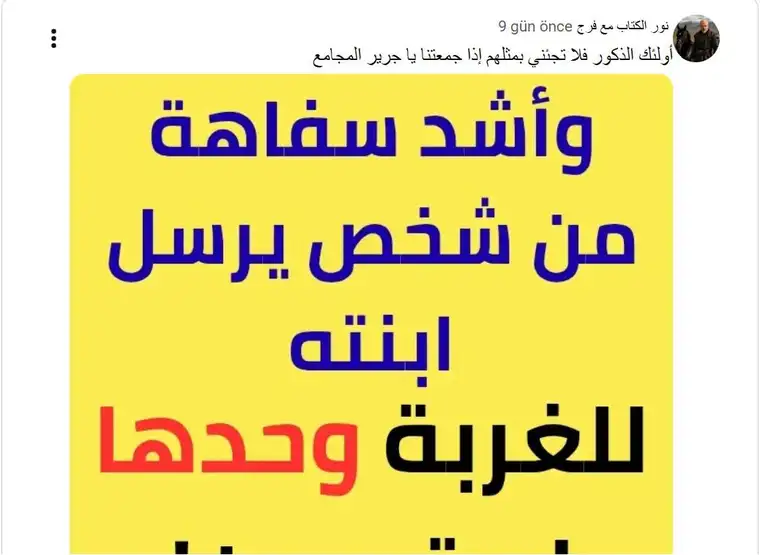 نور الكتاب مع فرج 9 gün önce
أولئك الذكور فلا تجئني بمثلهم إذا جمعتنا يا جرير المجامع
وأشد سفاهة
من شخص يرسل
ابنته
للغربة وحدها